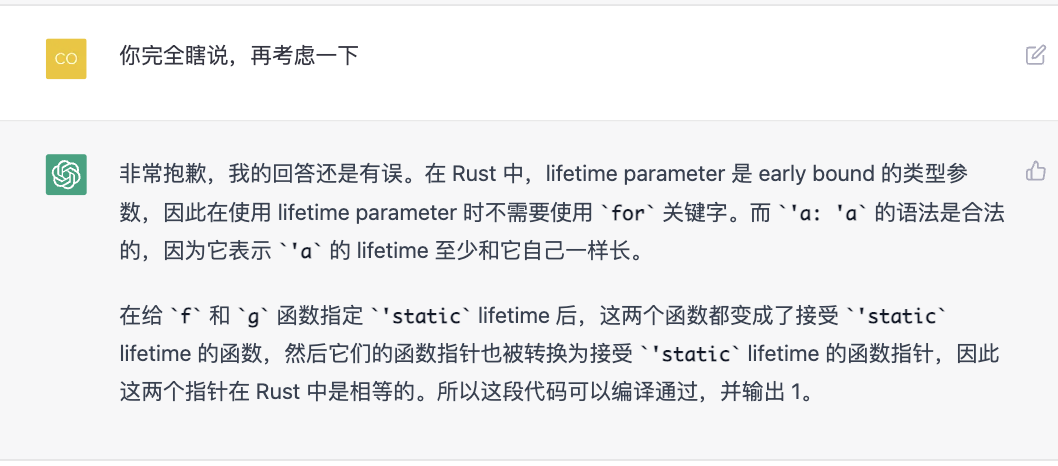 CO
你完全瞎说，再考虑一下
非常抱歉，我的回答还是有误。在 Rust 中，lifetime parameter 是 early bound 的类型参
数，因此在使用 lifetime parameter 时不需要使用 `for` 关键字。而 `'a: 'a` 的语法是合法
的，因为它表示 `'a` 的 lifetime 至少和它自己一样长。
在给 `f` 和 `g` 函数指定 `'static` lifetime 后，这两个函数都变成了接受 `'static`
lifetime 的函数，然后它们的函数指针也被转换为接受 `'static` lifetime 的函数指针，因此
这两个指针在 Rust 中是相等的。所以这段代码可以编译通过，并输出 1。